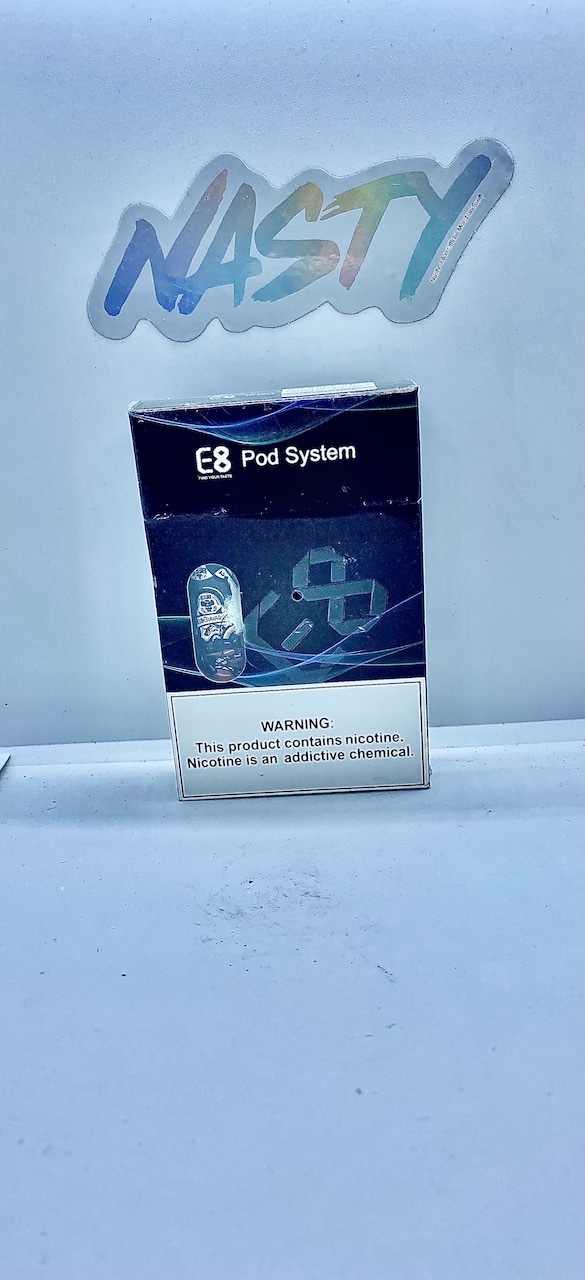 NASTY
E8 Pod System
FIND YOUR TASTE
WARNING:
This product contains nicotine.
Nicotine is an addictive chemical.